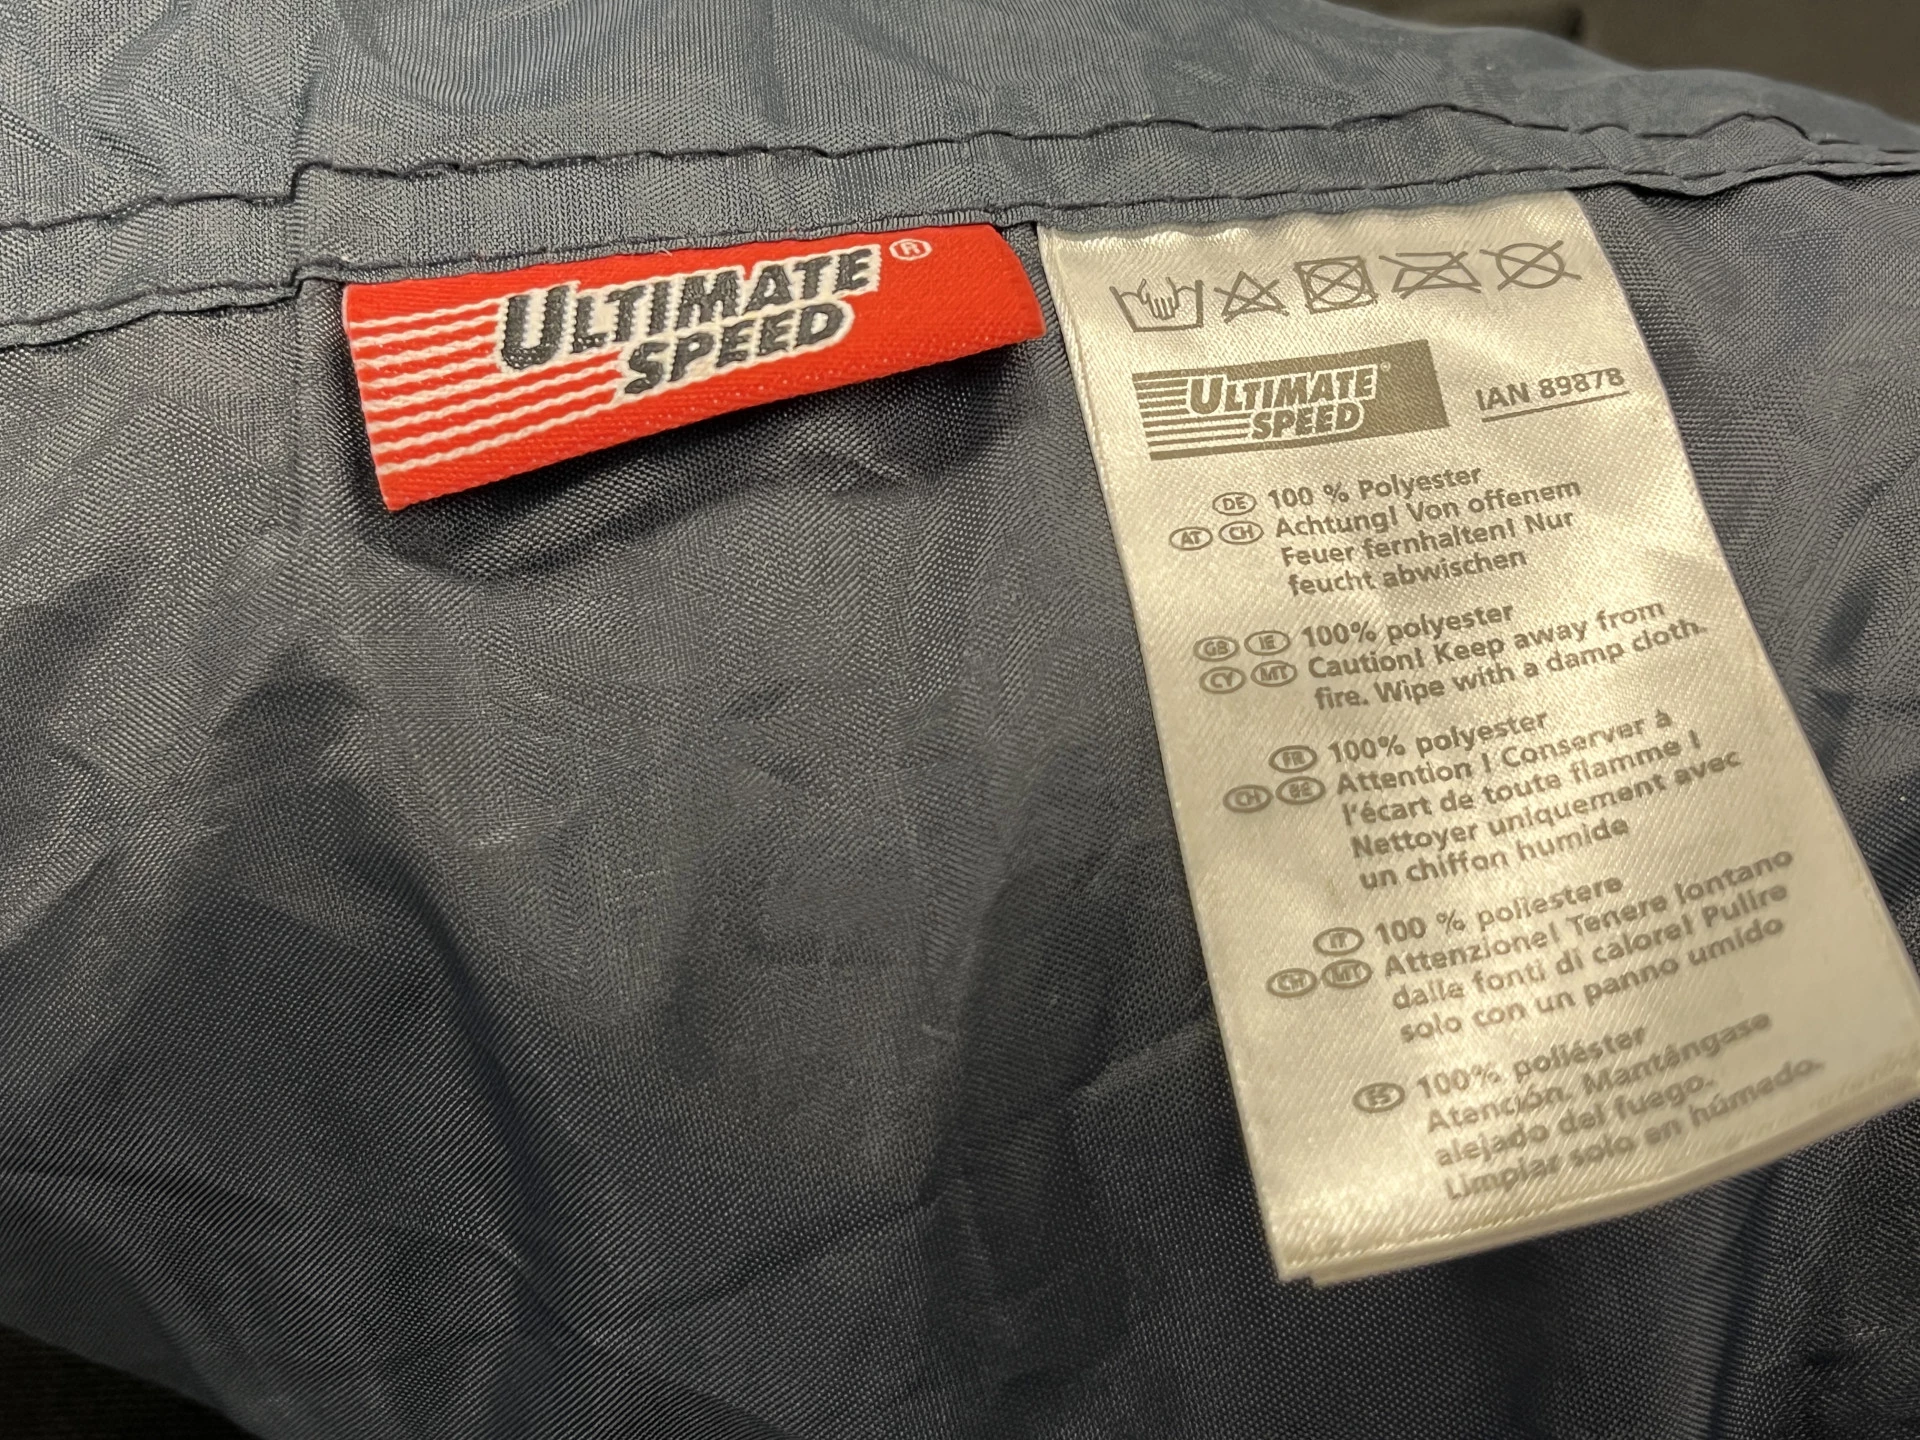 ULTIMATE
SPEED
®
ULTIMATE
SPEED
®
IAN 89878
DE 100 % Polyester
AT CH Achtung! Von offenem
Feuer fernhalten! Nur
feucht abwischen
GB IE 100% polyester
CY MT Caution! Keep away from
fire. Wipe with a damp cloth.
FR 100% polyester
CH BE Attention ! Conserver à
l'écart de toute flamme !
Nettoyer uniquement avec
un chiffon humide
IT 100 % poliestere
CH MT Attenzione! Tenere lontano
dalle fonti di calore! Pulire
solo con un panno umido
ES 100% poliéster
Atención. Manténgase
alejado del fuego.
Limpiar solo en húmedo.